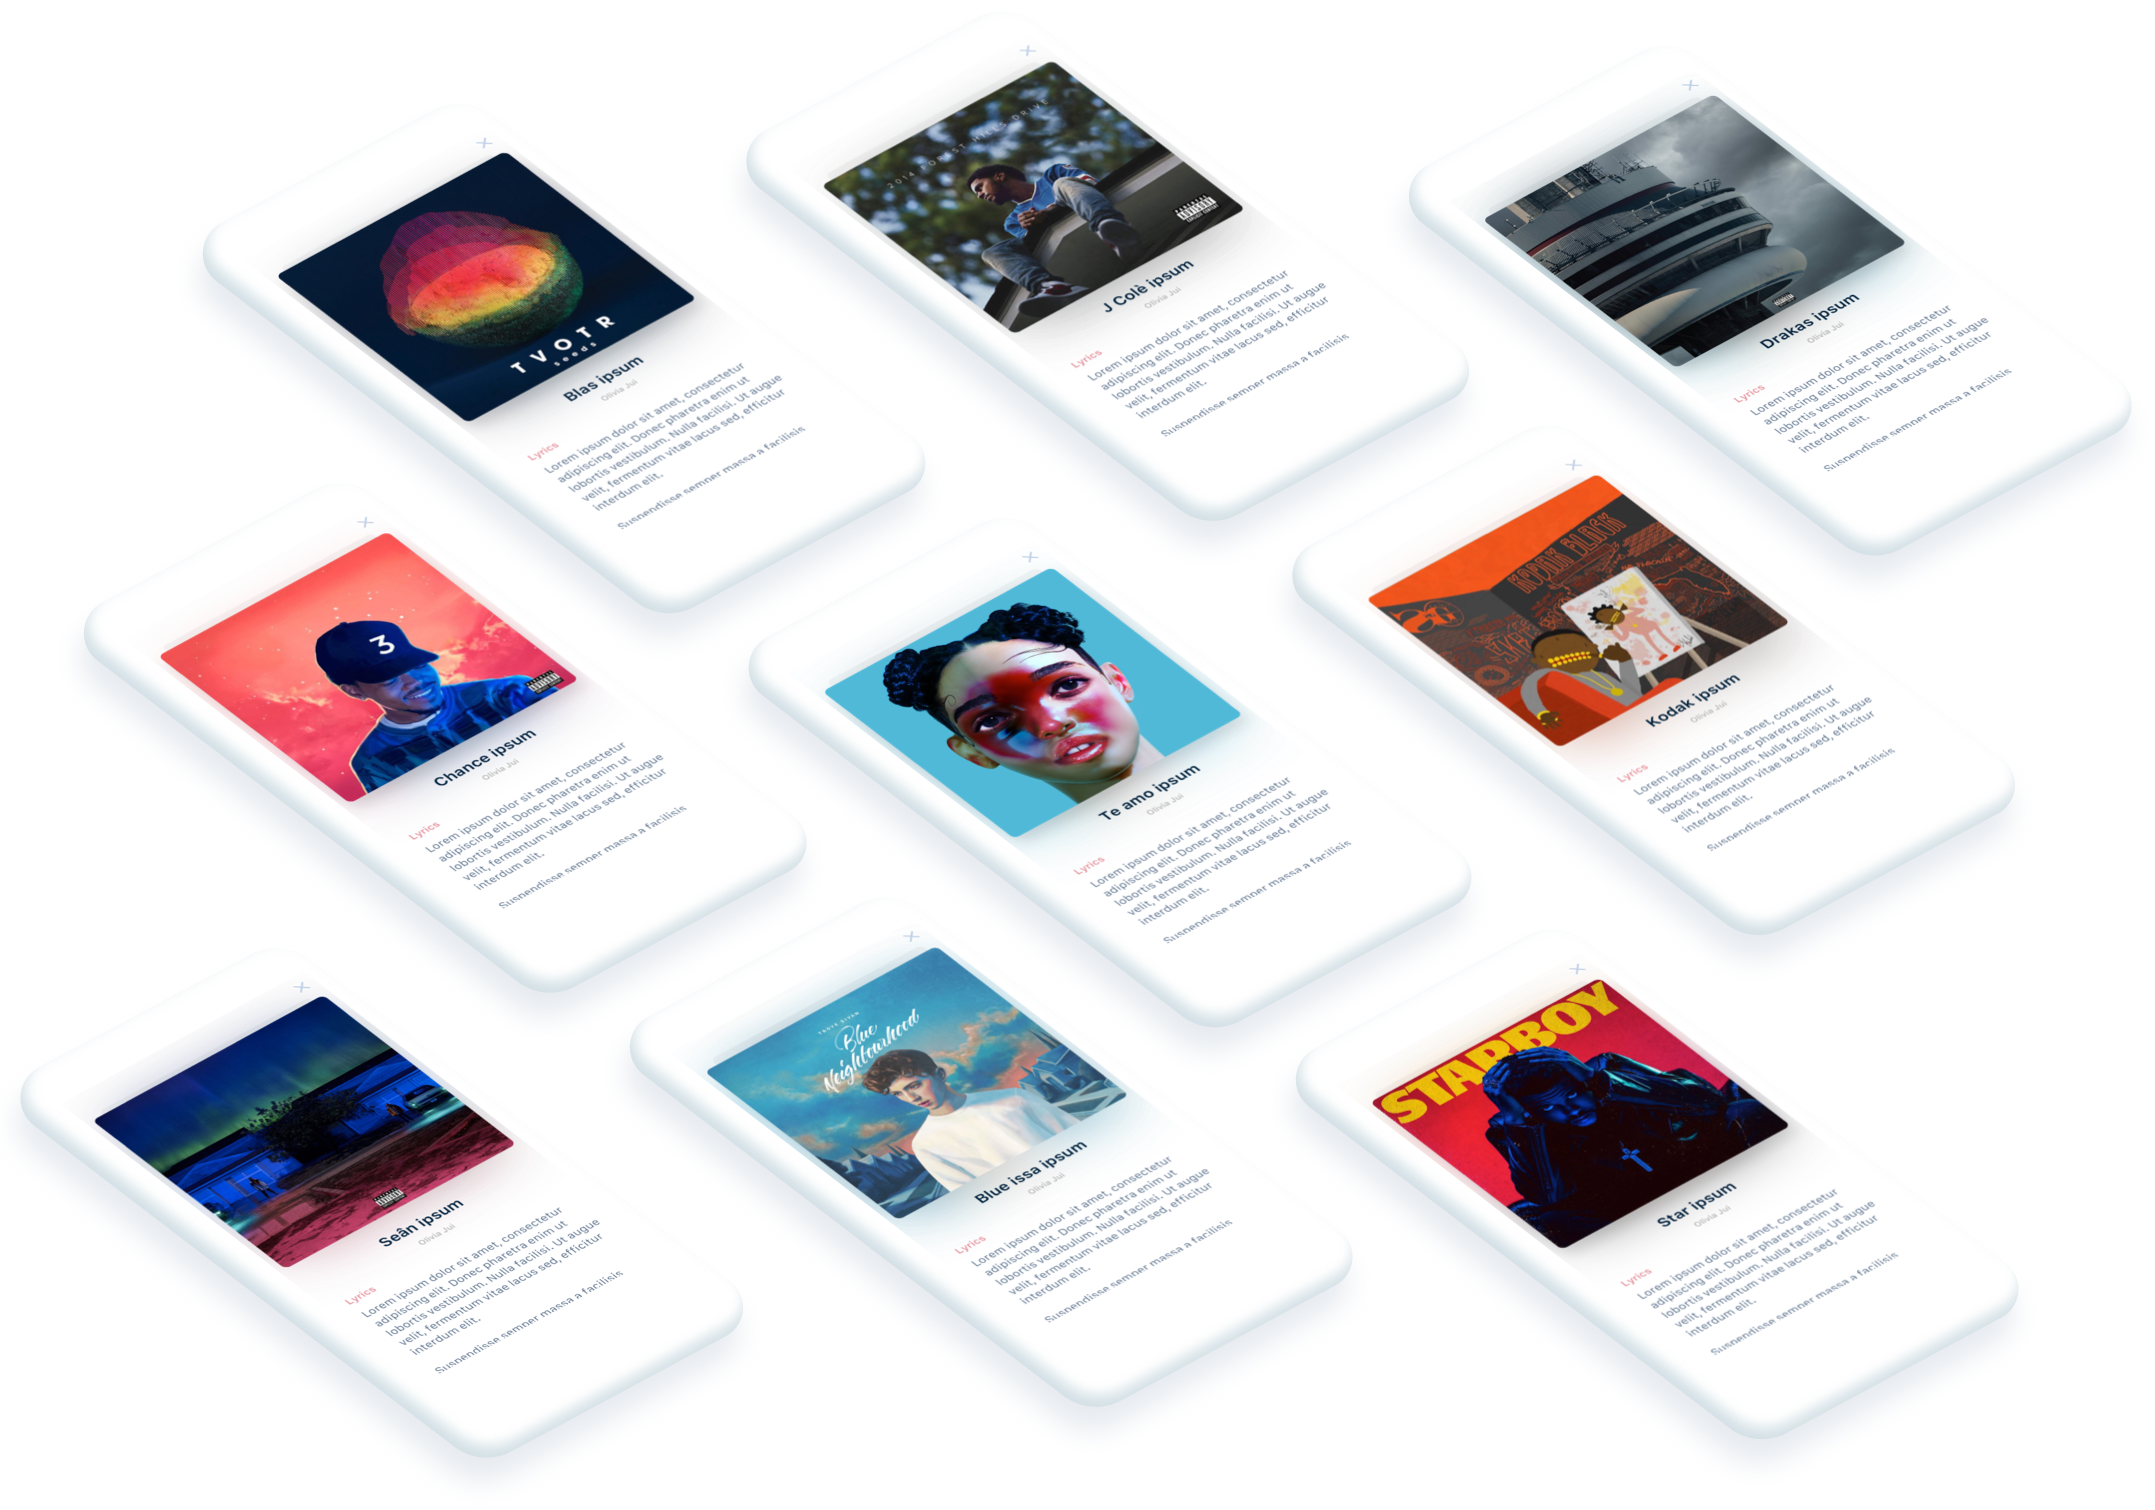 TVOTR
seeds
Blas ipsum
Olivia Jui
Lyrics
Lorem ipsum dolor sit amet, consectetur
adipiscing elit. Donec pharetra enim ut
lobortis vestibulum. Nulla facilisi. Ut augue
velit, fermentum vitae lacus sed, efficitur
interdum elit.
Suspendisse semper massa a facilisis
2014 FOREST HILLS DRIVE
PARENTAL
ADVISORY
EXPLICIT CONTENT
J Colè ipsum
Olivia Jui
Lyrics
Lorem ipsum dolor sit amet, consectetur
adipiscing elit. Donec pharetra enim ut
lobortis vestibulum. Nulla facilisi. Ut augue
velit, fermentum vitae lacus sed, efficitur
interdum elit.
Suspendisse semper massa a facilisis
Drakas ipsum
Olivia Jui
Lyrics
Lorem ipsum dolor sit amet, consectetur
adipiscing elit. Donec pharetra enim ut
lobortis vestibulum. Nulla facilisi. Ut augue
velit, fermentum vitae lacus sed, efficitur
interdum elit.
Suspendisse semper massa a facilisis
3
Chance ipsum
Olivia Jui
Lyrics
Lorem ipsum dolor sit amet, consectetur
adipiscing elit. Donec pharetra enim ut
lobortis vestibulum. Nulla facilisi. Ut augue
velit, fermentum vitae lacus sed, efficitur
interdum elit.
Suspendisse semper massa a facilisis
Te amo ipsum
Olivia Jui
Lyrics
Lorem ipsum dolor sit amet, consectetur
adipiscing elit. Donec pharetra enim ut
lobortis vestibulum. Nulla facilisi. Ut augue
velit, fermentum vitae lacus sed, efficitur
interdum elit.
Suspendisse semper massa a facilisis
KODAK BLACK
Kodak ipsum
Olivia Jui
Lyrics
Lorem ipsum dolor sit amet, consectetur
adipiscing elit. Donec pharetra enim ut
lobortis vestibulum. Nulla facilisi. Ut augue
velit, fermentum vitae lacus sed, efficitur
interdum elit.
Suspendisse semper massa a facilisis
Seân ipsum
Olivia Jui
Lyrics
Lorem ipsum dolor sit amet, consectetur
adipiscing elit. Donec pharetra enim ut
lobortis vestibulum. Nulla facilisi. Ut augue
velit, fermentum vitae lacus sed, efficitur
interdum elit.
Suspendisse semper massa a facilisis
TROYE SIVAN
Blue
Neighbourhood
Blue issa ipsum
Olivia Jui
Lyrics
Lorem ipsum dolor sit amet, consectetur
adipiscing elit. Donec pharetra enim ut
lobortis vestibulum. Nulla facilisi. Ut augue
velit, fermentum vitae lacus sed, efficitur
interdum elit.
Suspendisse semper massa a facilisis
STARBOY
Star ipsum
Olivia Jui
Lyrics
Lorem ipsum dolor sit amet, consectetur
adipiscing elit. Donec pharetra enim ut
lobortis vestibulum. Nulla facilisi. Ut augue
velit, fermentum vitae lacus sed, efficitur
interdum elit.
Suspendisse semper massa a facilisis